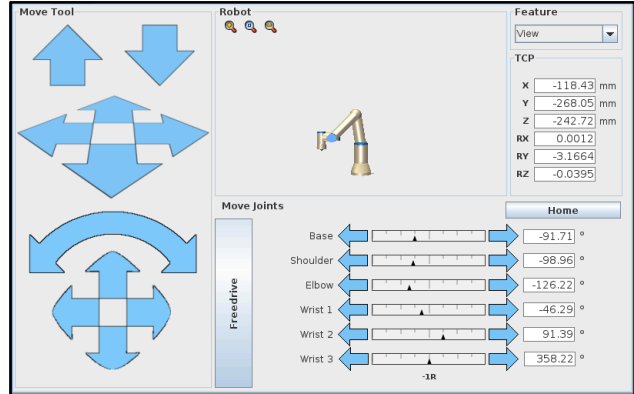 Move Tool
Robot
Feature
View
TCP
X -118.43 mm
Y -268.05 mm
Z -242.72 mm
RX 0.0012
RY -3.1664
RZ -0.0395
Move Joints
Home
Freedrive
Base -91.71 °
Shoulder -98.96 °
Elbow -126.22 °
Wrist 1 -46.29 °
Wrist 2 91.39 °
Wrist 3 358.22 °
-1R